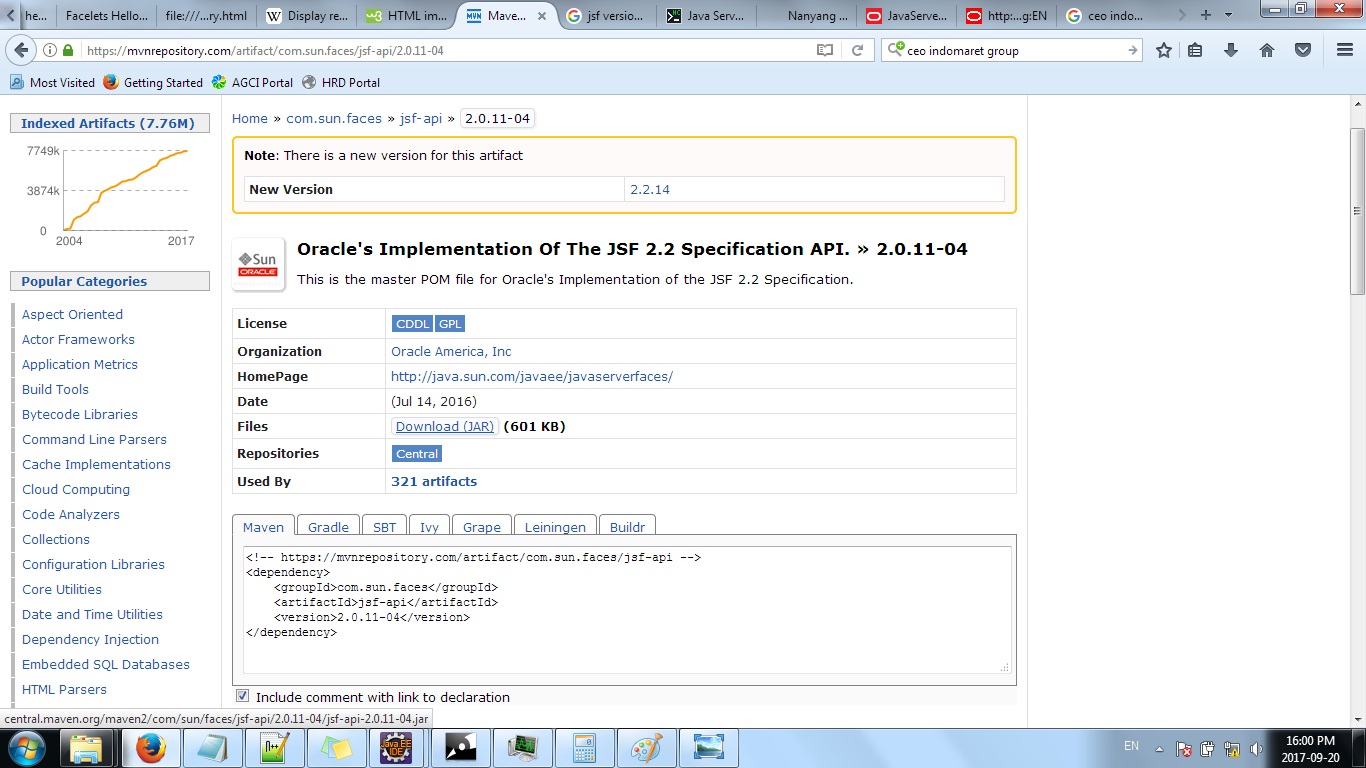 he...
Facelets Hello...
file:///...ry.html
Display re...
HTML im...
Mave...
jsf versio...
Java Serv...
Nanyang ...
JavaServe...
http:...g:EN
ceo indo...
https://mvnrepository.com/artifact/com.sun.faces/jsf-api/2.0.11-04
ceo indomaret group
Most Visited
Getting Started
AGCI Portal
HRD Portal
Indexed Artifacts (7.76M)
7749k
3874k
0
2004
2017
Popular Categories
Aspect Oriented
Actor Frameworks
Application Metrics
Build Tools
Bytecode Libraries
Command Line Parsers
Cache Implementations
Cloud Computing
Code Analyzers
Collections
Configuration Libraries
Core Utilities
Date and Time Utilities
Dependency Injection
Embedded SQL Databases
HTML Parsers
Home » com.sun.faces » jsf-api » 2.0.11-04
Note: There is a new version for this artifact
New Version 2.2.14
Sun
ORACLE
Oracle's Implementation Of The JSF 2.2 Specification API. » 2.0.11-04
This is the master POM file for Oracle's Implementation of the JSF 2.2 Specification.
License CDDL GPL
Organization Oracle America, Inc
HomePage http://java.sun.com/javaee/javaserverfaces/
Date (Jul 14, 2016)
Files Download (JAR) (601 KB)
Repositories Central
Used By 321 artifacts
Maven Gradle SBT Ivy Grape Leiningen Buildr
<!-- https://mvnrepository.com/artifact/com.sun.faces/jsf-api -->
<dependency>
    <groupId>com.sun.faces</groupId>
    <artifactId>jsf-api</artifactId>
    <version>2.0.11-04</version>
</dependency>
Include comment with link to declaration
central.maven.org/maven2/com/sun/faces/jsf-api/2.0.11-04/jsf-api-2.0.11-04.jar
Java EE
IDE
EN
16:00 PM
2017-09-20